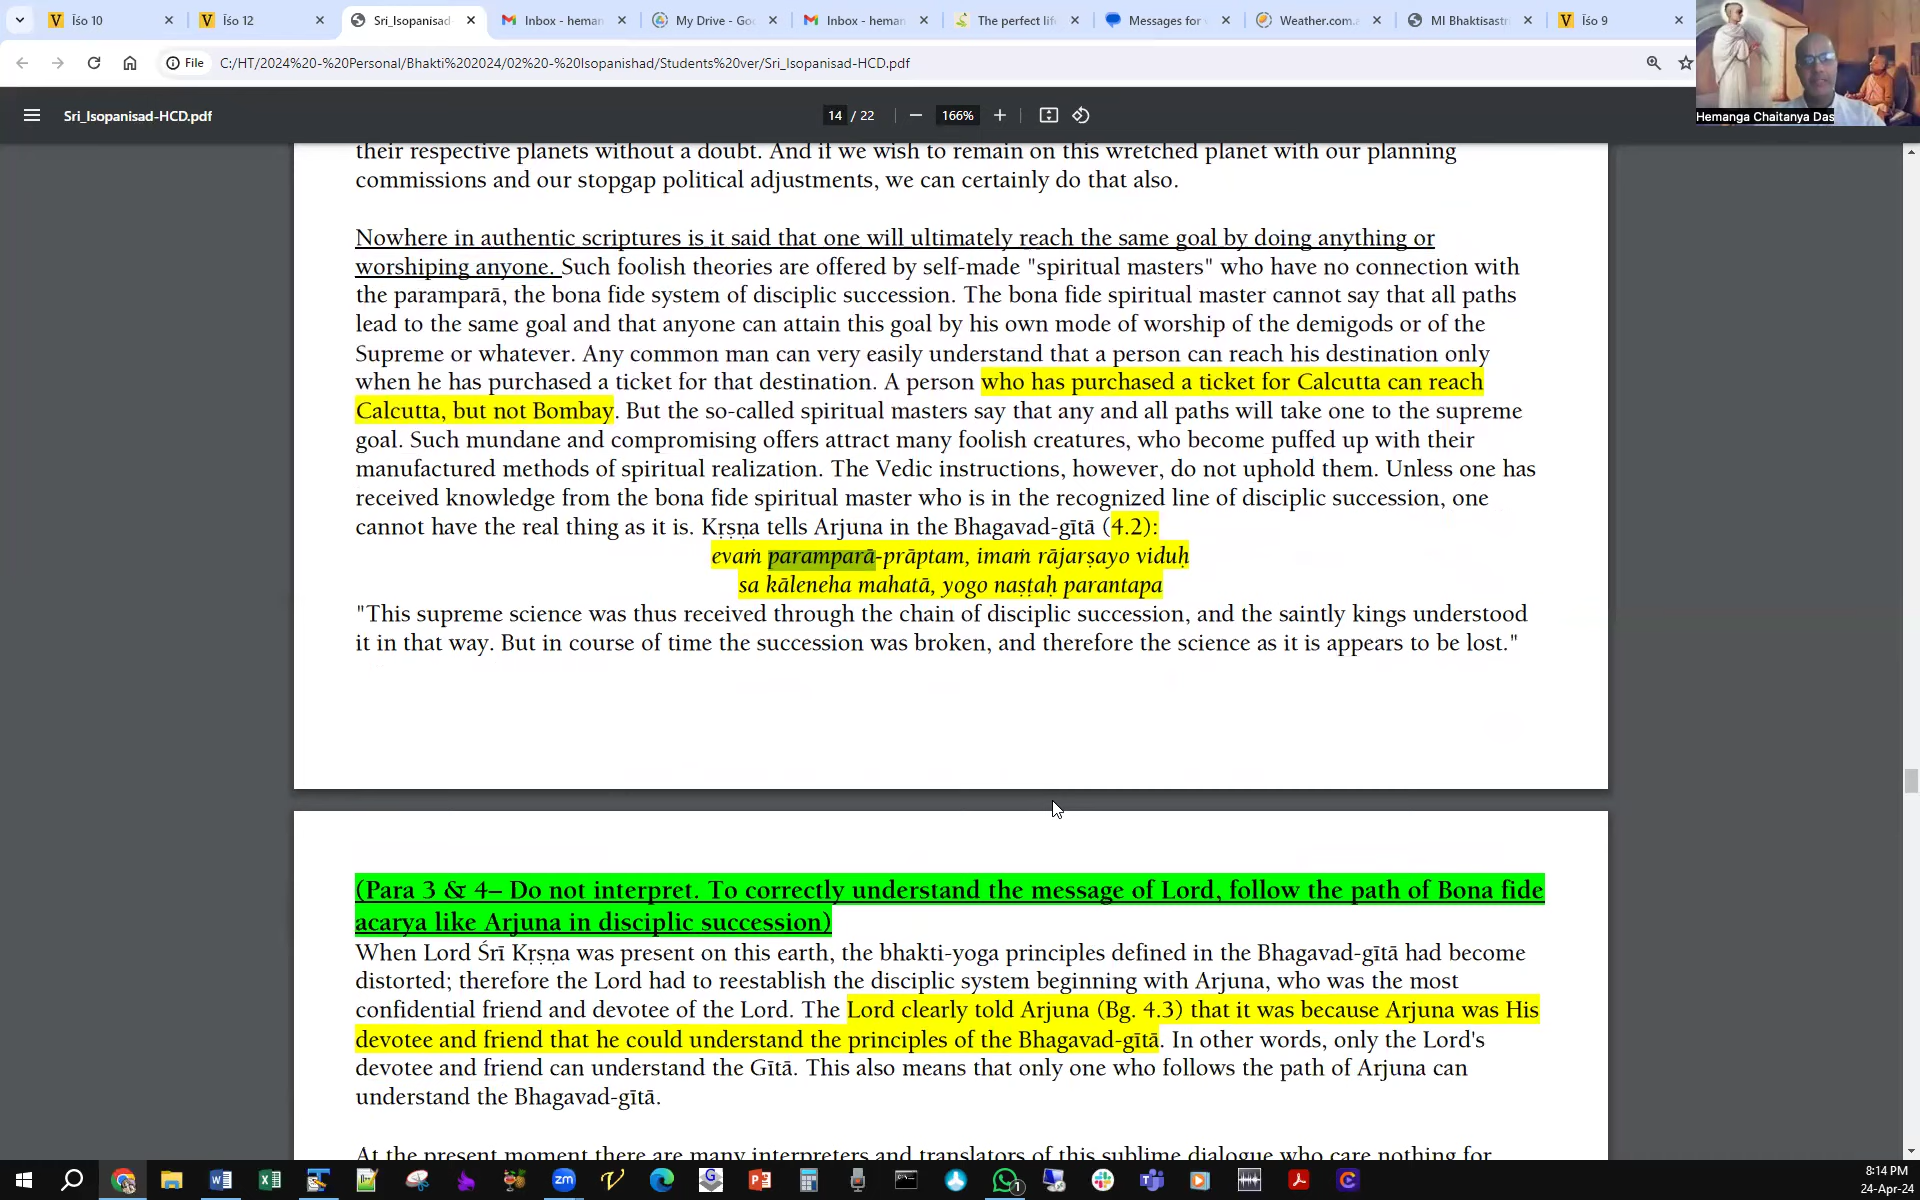 Īśo 10
Īśo 12
Sri_Isopanisad-
Inbox - heman
My Drive - Goo
Inbox - heman
The perfect life
Messages for
Weather.com.
MI Bhaktisastr
Īśo 9
File
C:/HT/2024%20-%20Personal/Bhakti%202024/02%20-%20Isopanishad/Students%20ver/Sri_Isopanisad-HCD.pdf
Sri_Isopanisad-HCD.pdf
14 / 22
166%
Hemanga Chaitanya Das
their respective planets without a doubt. And if we wish to remain on this wretched planet with our planning
commissions and our stopgap political adjustments, we can certainly do that also.
Nowhere in authentic scriptures is it said that one will ultimately reach the same goal by doing anything or
worshiping anyone. Such foolish theories are offered by self-made "spiritual masters" who have no connection with
the paramparā, the bona fide system of disciplic succession. The bona fide spiritual master cannot say that all paths
lead to the same goal and that anyone can attain this goal by his own mode of worship of the demigods or of the
Supreme or whatever. Any common man can very easily understand that a person can reach his destination only
when he has purchased a ticket for that destination. A person who has purchased a ticket for Calcutta can reach
Calcutta, but not Bombay. But the so-called spiritual masters say that any and all paths will take one to the supreme
goal. Such mundane and compromising offers attract many foolish creatures, who become puffed up with their
manufactured methods of spiritual realization. The Vedic instructions, however, do not uphold them. Unless one has
received knowledge from the bona fide spiritual master who is in the recognized line of disciplic succession, one
cannot have the real thing as it is. Kṛṣṇa tells Arjuna in the Bhagavad-gītā (4.2):
evaṁ paramparā-prāptam, imaṁ rājarṣayo viduḥ
sa kāleneha mahatā, yogo naṣṭaḥ parantapa
"This supreme science was thus received through the chain of disciplic succession, and the saintly kings understood
it in that way. But in course of time the succession was broken, and therefore the science as it is appears to be lost."
(Para 3 & 4– Do not interpret. To correctly understand the message of Lord, follow the path of Bona fide
acarya like Arjuna in disciplic succession)
When Lord Śrī Kṛṣṇa was present on this earth, the bhakti-yoga principles defined in the Bhagavad-gītā had become
distorted; therefore the Lord had to reestablish the disciplic system beginning with Arjuna, who was the most
confidential friend and devotee of the Lord. The Lord clearly told Arjuna (Bg. 4.3) that it was because Arjuna was His
devotee and friend that he could understand the principles of the Bhagavad-gītā. In other words, only the Lord's
devotee and friend can understand the Gītā. This also means that only one who follows the path of Arjuna can
understand the Bhagavad-gītā.
At the present moment there are many interpreters and translators of this sublime dialogue who care nothing for
8:14 PM
24-Apr-24